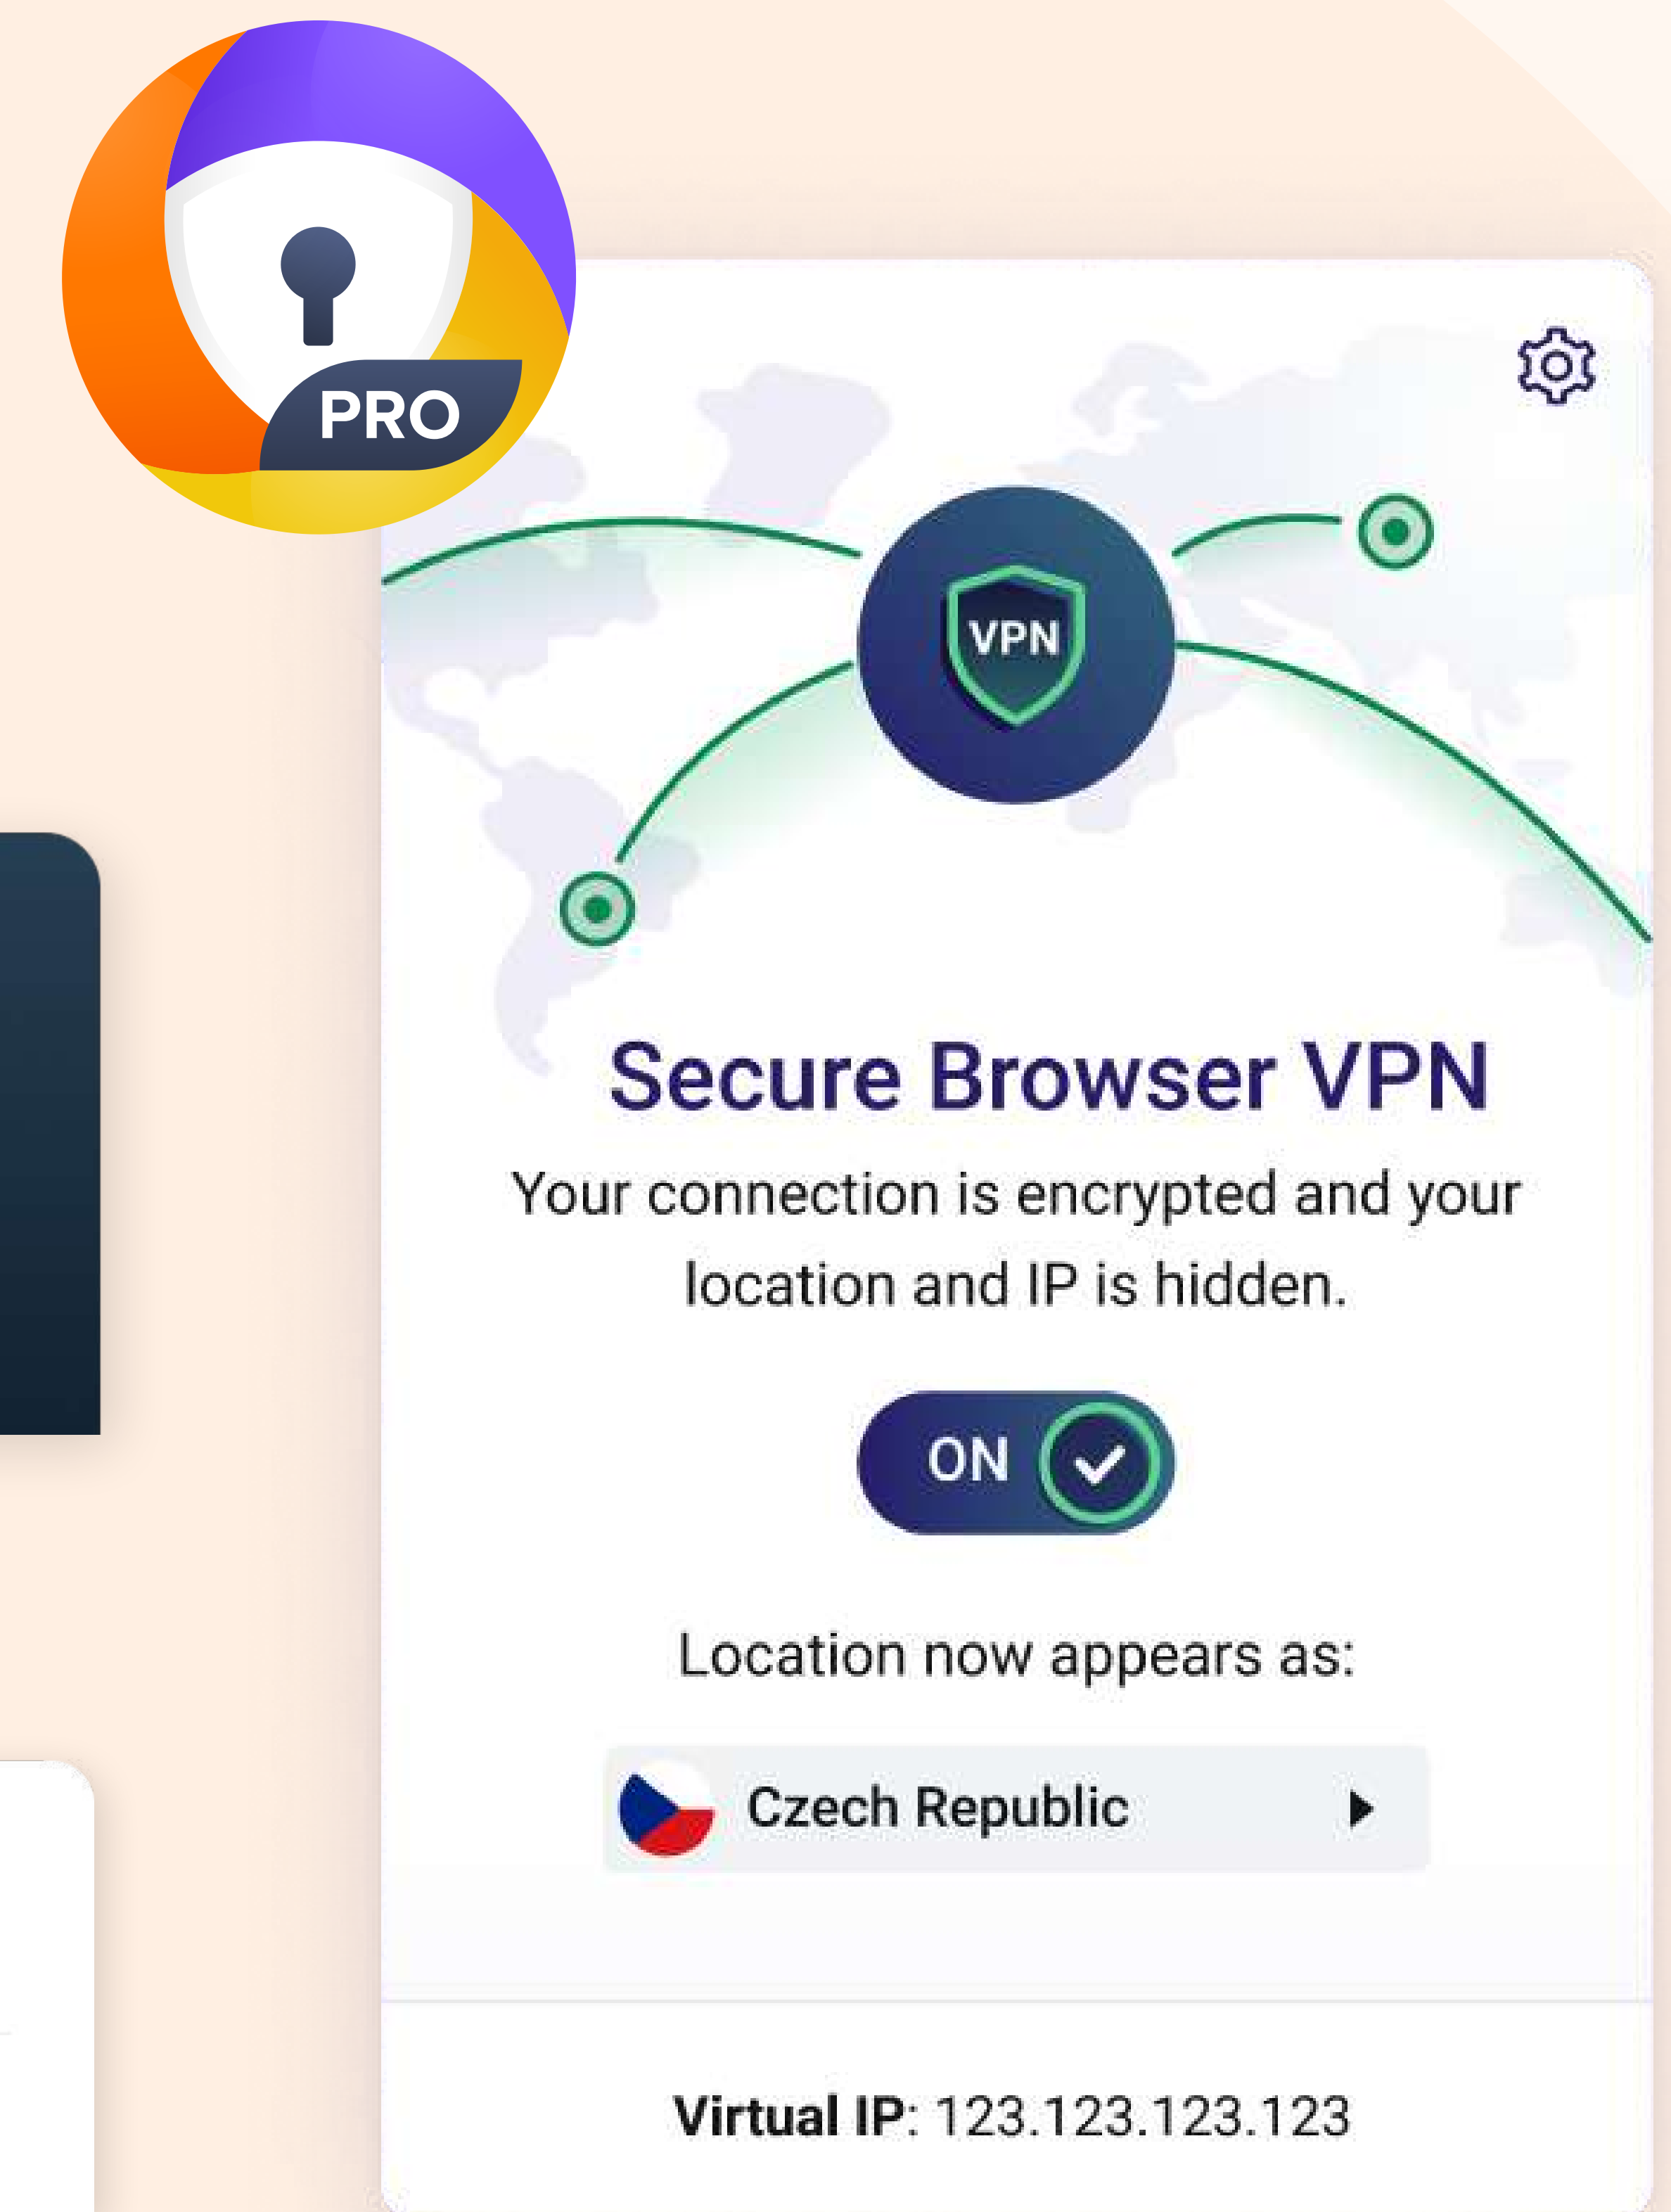 PRO
VPN
Secure Browser VPN
Your connection is encrypted and your
location and IP is hidden.
ON
Location now appears as:
Czech Republic
Virtual IP: 123.123.123.123